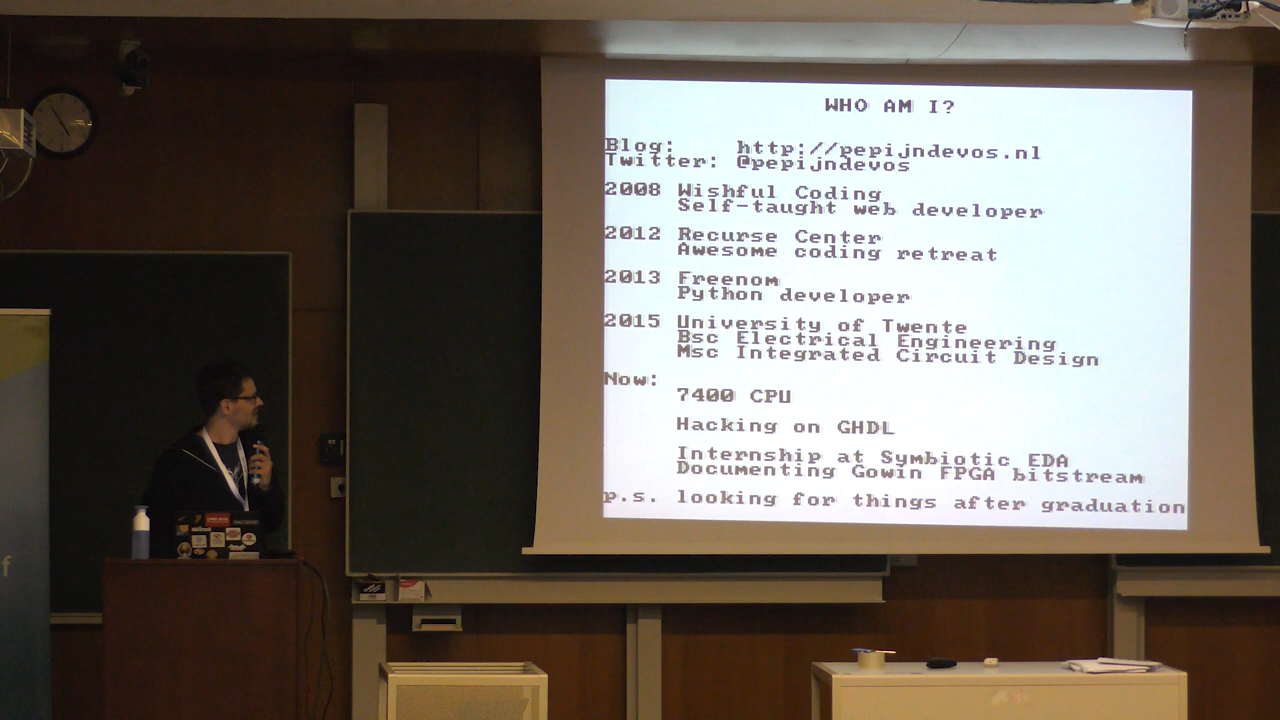 WHO AM I?
Blog: http://pepijndevos.nl
Twitter: @pepijndevos
2008 Wishful Coding
Self-taught web developer
2012 Recurse Center
Awesome coding retreat
2013 Freenom
Python developer
2015 University of Twente
Bsc Electrical Engineering
Msc Integrated Circuit Design
Now:
7400 CPU
Hacking on GHDL
Internship at Symbiotic EDA
Documenting Gowin FPGA bitstream
p.s. looking for things after graduation
f